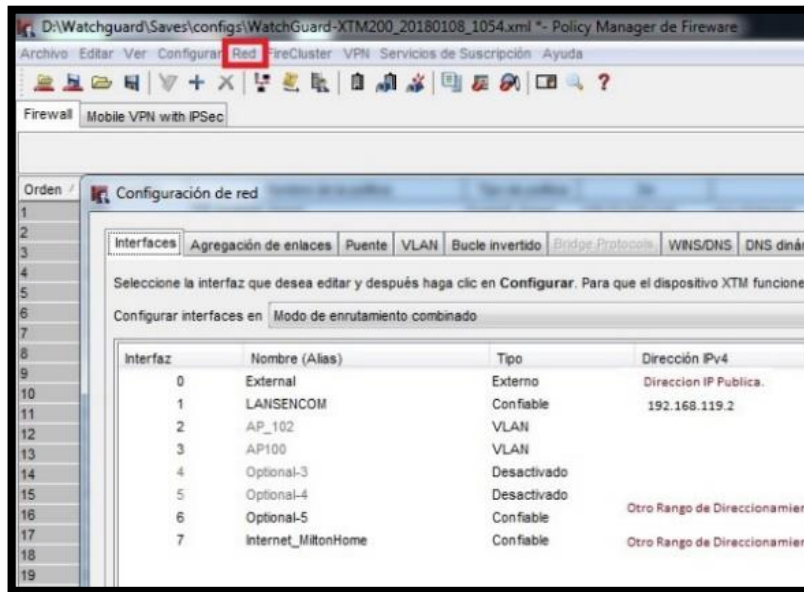 D:\Watchguard\Saves\configs\WatchGuard-XTM200_20180108_1054.xml *- Policy Manager de Fireware
Archivo Editar Ver Configurar Red FireCluster VPN Servicios de Suscripción Ayuda
Firewall Mobile VPN with IPSec
Orden
Configuración de red
1
2
Interfaces Agregación de enlaces Puente VLAN Bucle invertido Bridge Protocols WINS/DNS DNS diná
3
4
Seleccione la interfaz que desea editar y después haga clic en Configurar. Para que el dispositivo XTM funcione
5
6
Configurar interfaces en Modo de enrutamiento combinado
7
8
Interfaz Nombre (Alias) Tipo Dirección IPv4
9
0 External Externo Direccion IP Publica.
10
1 LANSENCOM Confiable 192.168.119.2
11
2 AP_102 VLAN
12
3 AP100 VLAN
13
4 Optional-3 Desactivado
14
15
5 Optional-4 Desactivado
16
6 Optional-5 Confiable Otro Rango de Direccionamien
17
7 Internet_MiltonHome Confiable Otro Rango de Direccionamien
18
19